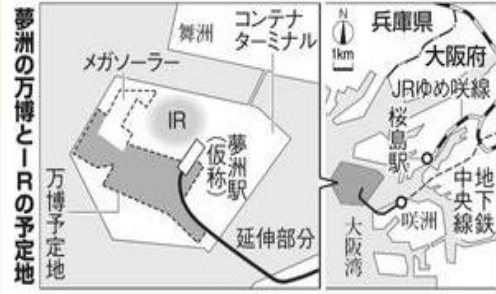 夢洲の万博とIRの予定地
舞洲
コンテナ
ターミナル
メガソーラー
IR
夢洲駅
(仮称)
万博予定地
延伸部分
N
1km
兵庫県
大阪府
JRゆめ咲線
桜島駅
地下鉄
中央線
咲洲
大阪湾